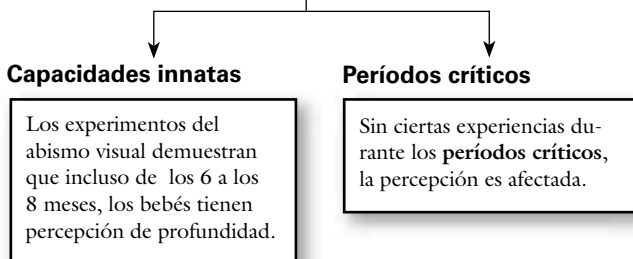 Capacidades innatas
Los experimentos del
abismo visual demuestran
que incluso de los 6 a los
8 meses, los bebés tienen
percepción de profundidad.
Períodos críticos
Sin ciertas experiencias du-
rante los períodos críticos,
la percepción es afectada.